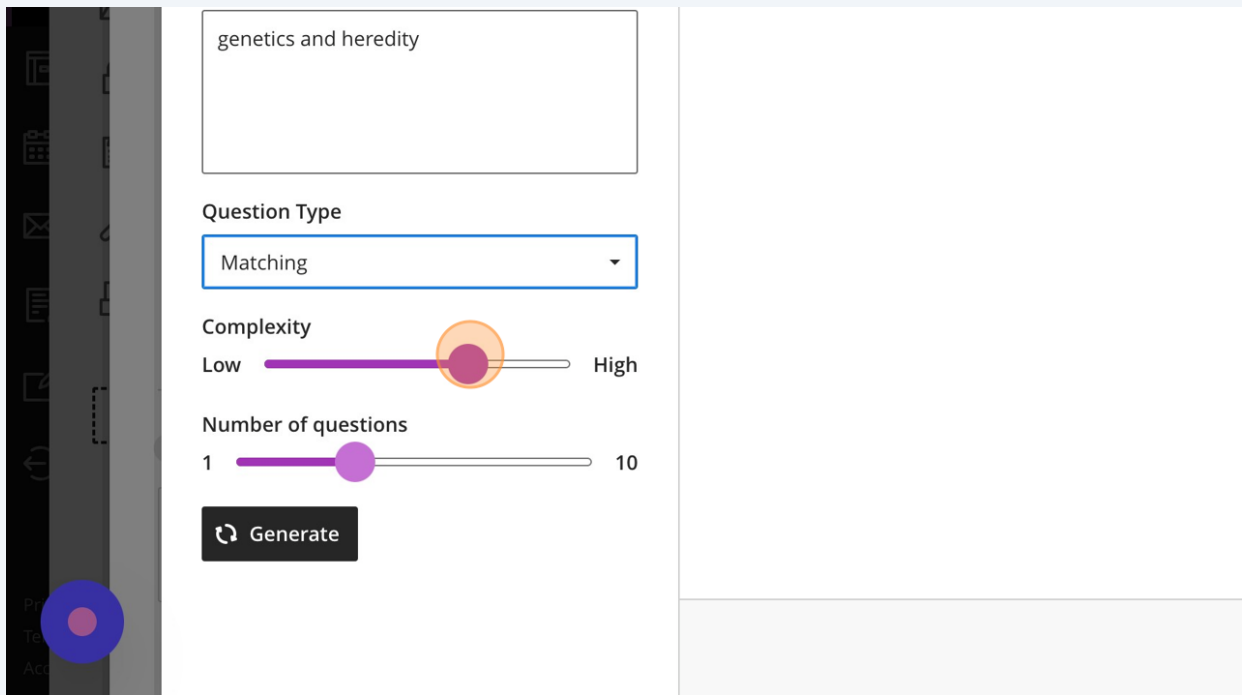 genetics and heredity
Question Type
Matching
Complexity
Low High
Number of questions
1 10
Generate